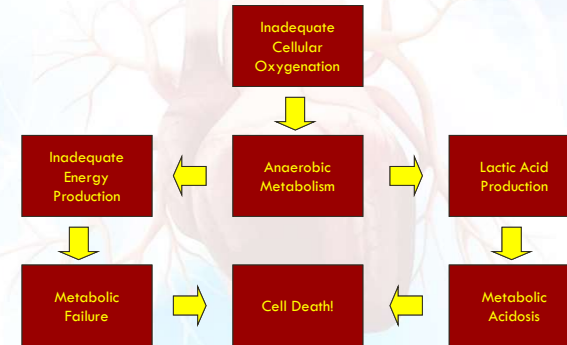 Inadequate
Cellular
Oxygenation
Inadequate
Energy
Production
Anaerobic
Metabolism
Lactic Acid
Production
Metabolic
Failure
Cell Death!
Metabolic
Acidosis